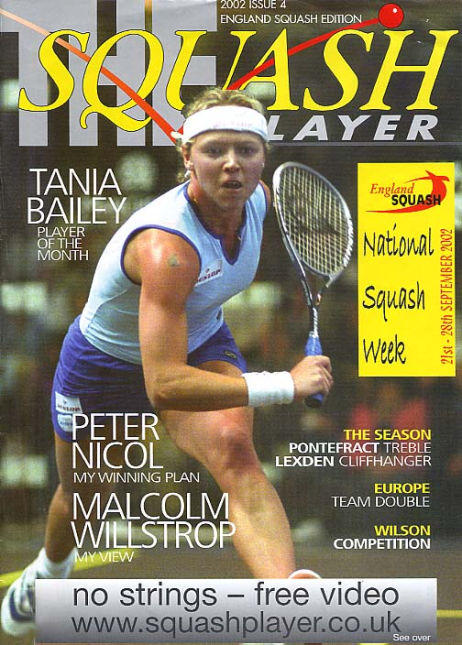 2002 ISSUE 4
ENGLAND SQUASH EDITION
THE
SQUASH
PLAYER
TANIA
BAILEY
PLAYER
OF THE
MONTH
England
SQUASH
National
Squash
Week
21st - 28th SEPTEMBER 2002
DUNLOP
PETER
NICOL
MY WINNING PLAN
MALCOLM
WILLSTROP
MY VIEW
THE SEASON
PONTEFRACT TREBLE
LEXDEN CLIFFHANGER
EUROPE
TEAM DOUBLE
WILSON
COMPETITION
no strings – free video
www.squashplayer.co.uk
See over